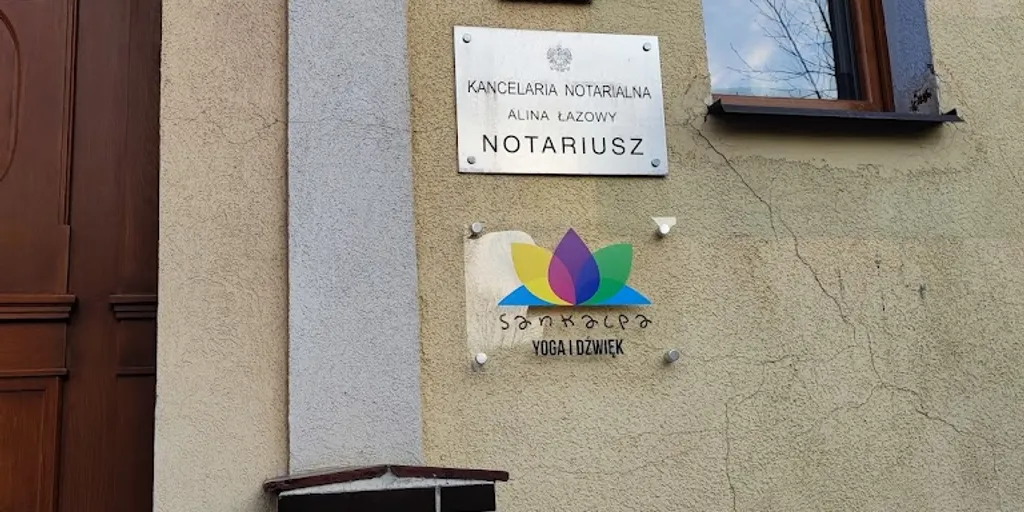 KANCELARIA NOTARIALNA
ALINA ŁAZOWY
NOTARIUSZ
sankalpa
YOGA I DŹWIĘK